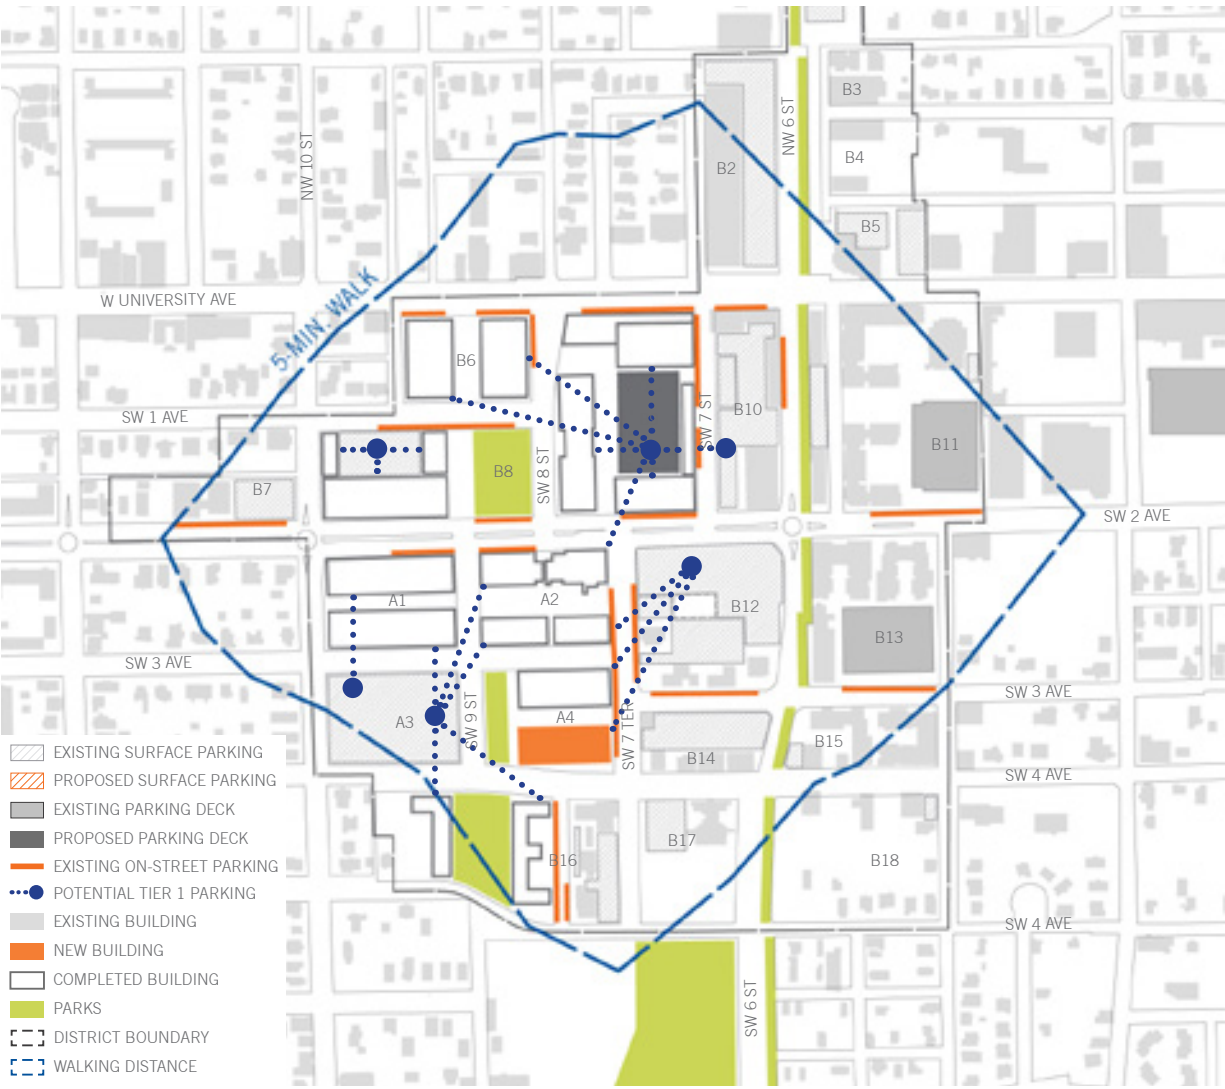 NW 6 ST
B3
NW 10 ST
B4
B2
B5
W UNIVERSITY AVE
5-MIN. WALK
B6
SW 1 AVE
B10
SW 7 ST
B11
B8
SW 8 ST
B7
SW 2 AVE
A1
A2
B12
B13
SW 3 AVE
SW 3 AVE
A3
SW 9 ST
A4
SW 7 TER
B14
B15
SW 4 AVE
B16
B17
B18
SW 4 AVE
SW 6 ST
EXISTING SURFACE PARKING
PROPOSED SURFACE PARKING
EXISTING PARKING DECK
PROPOSED PARKING DECK
EXISTING ON-STREET PARKING
POTENTIAL TIER 1 PARKING
EXISTING BUILDING
NEW BUILDING
COMPLETED BUILDING
PARKS
DISTRICT BOUNDARY
WALKING DISTANCE